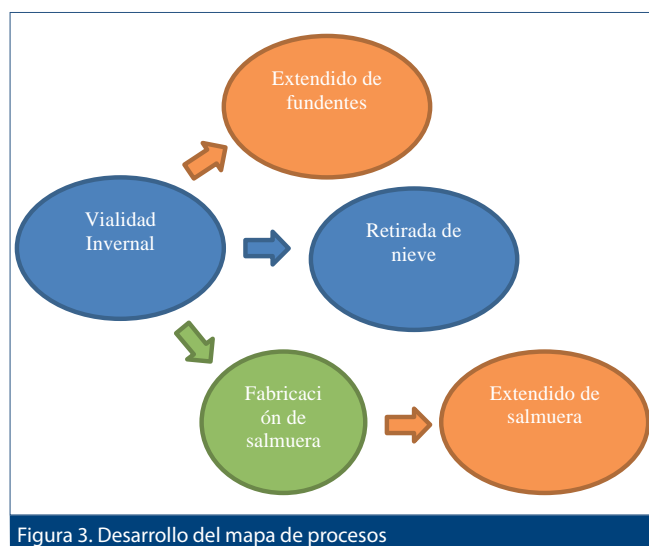 Extendido de
fundentes
Vialidad
Invernal
Retirada de
nieve
Fabricaci
ón de
salmuera
Extendido de
salmuera
Figura 3. Desarrollo del mapa de procesos